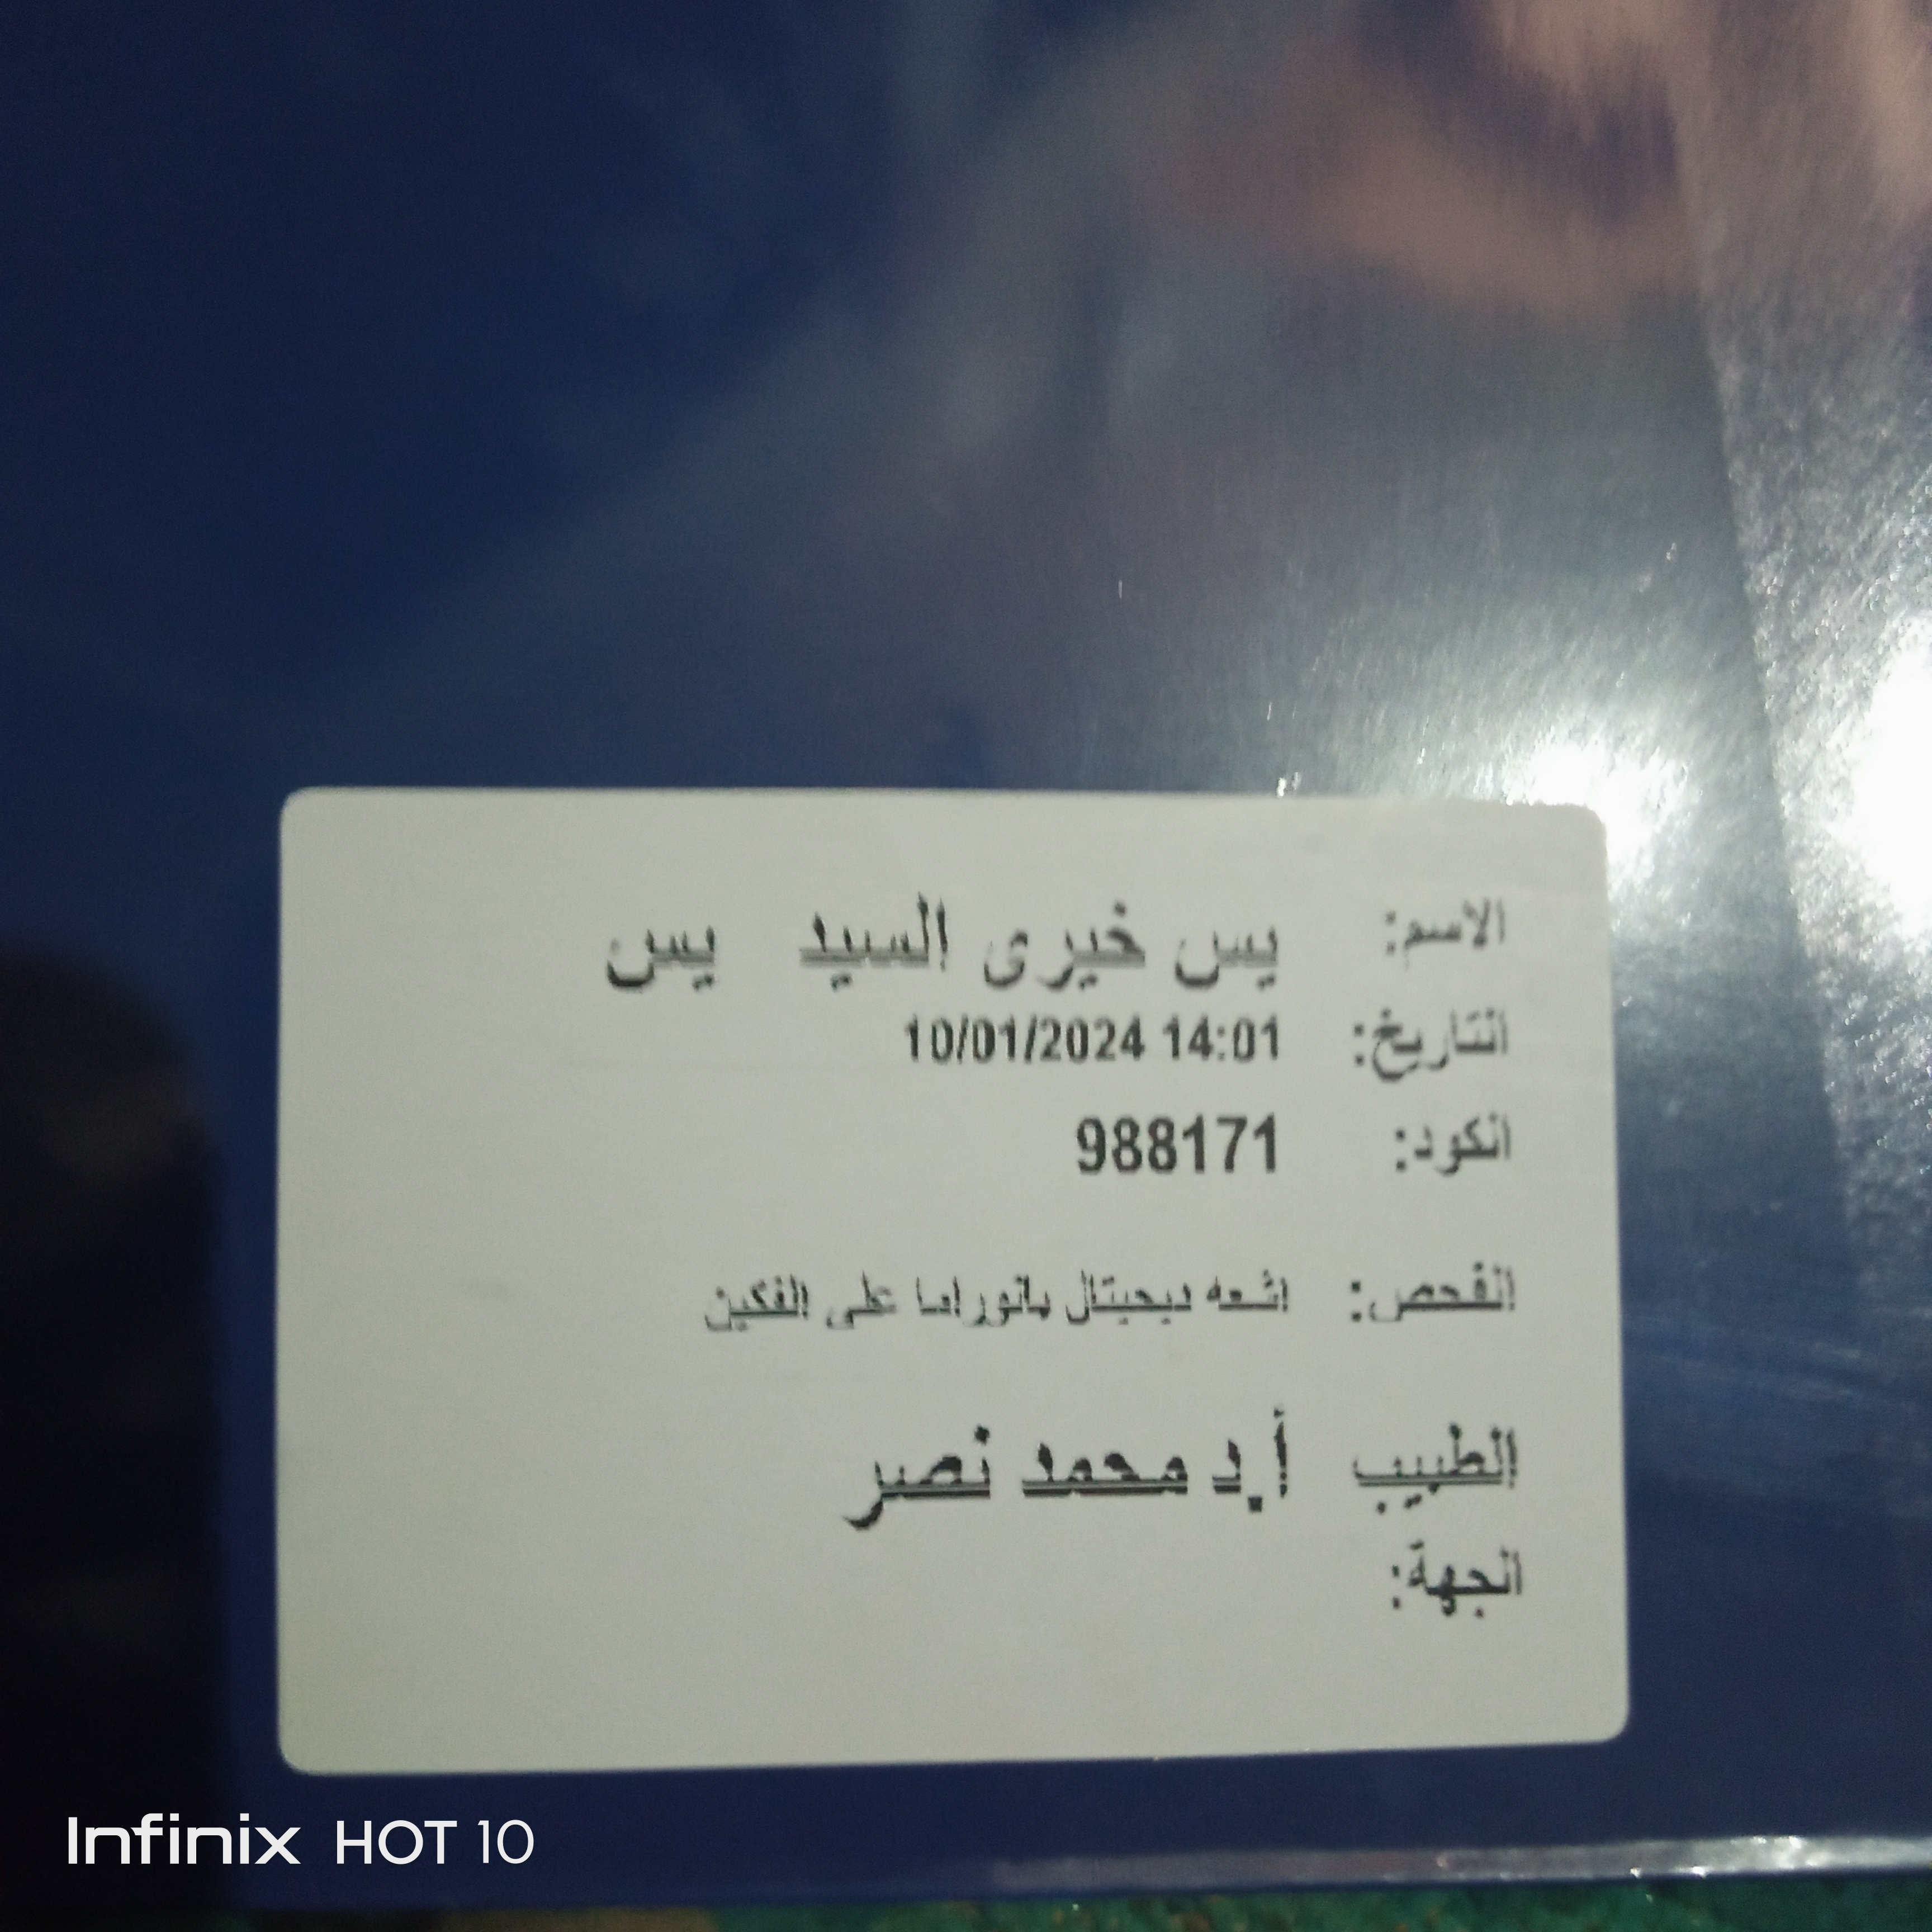 الاسم: يس خيرى السيد يس
التاريخ: 10/01/2024 14:01
الكود: 988171
الفحص: اشعه ديجيتال بانوراما على الفكين
الطبيب أ.د محمد نصر
الجهة:
Infinix HOT 10